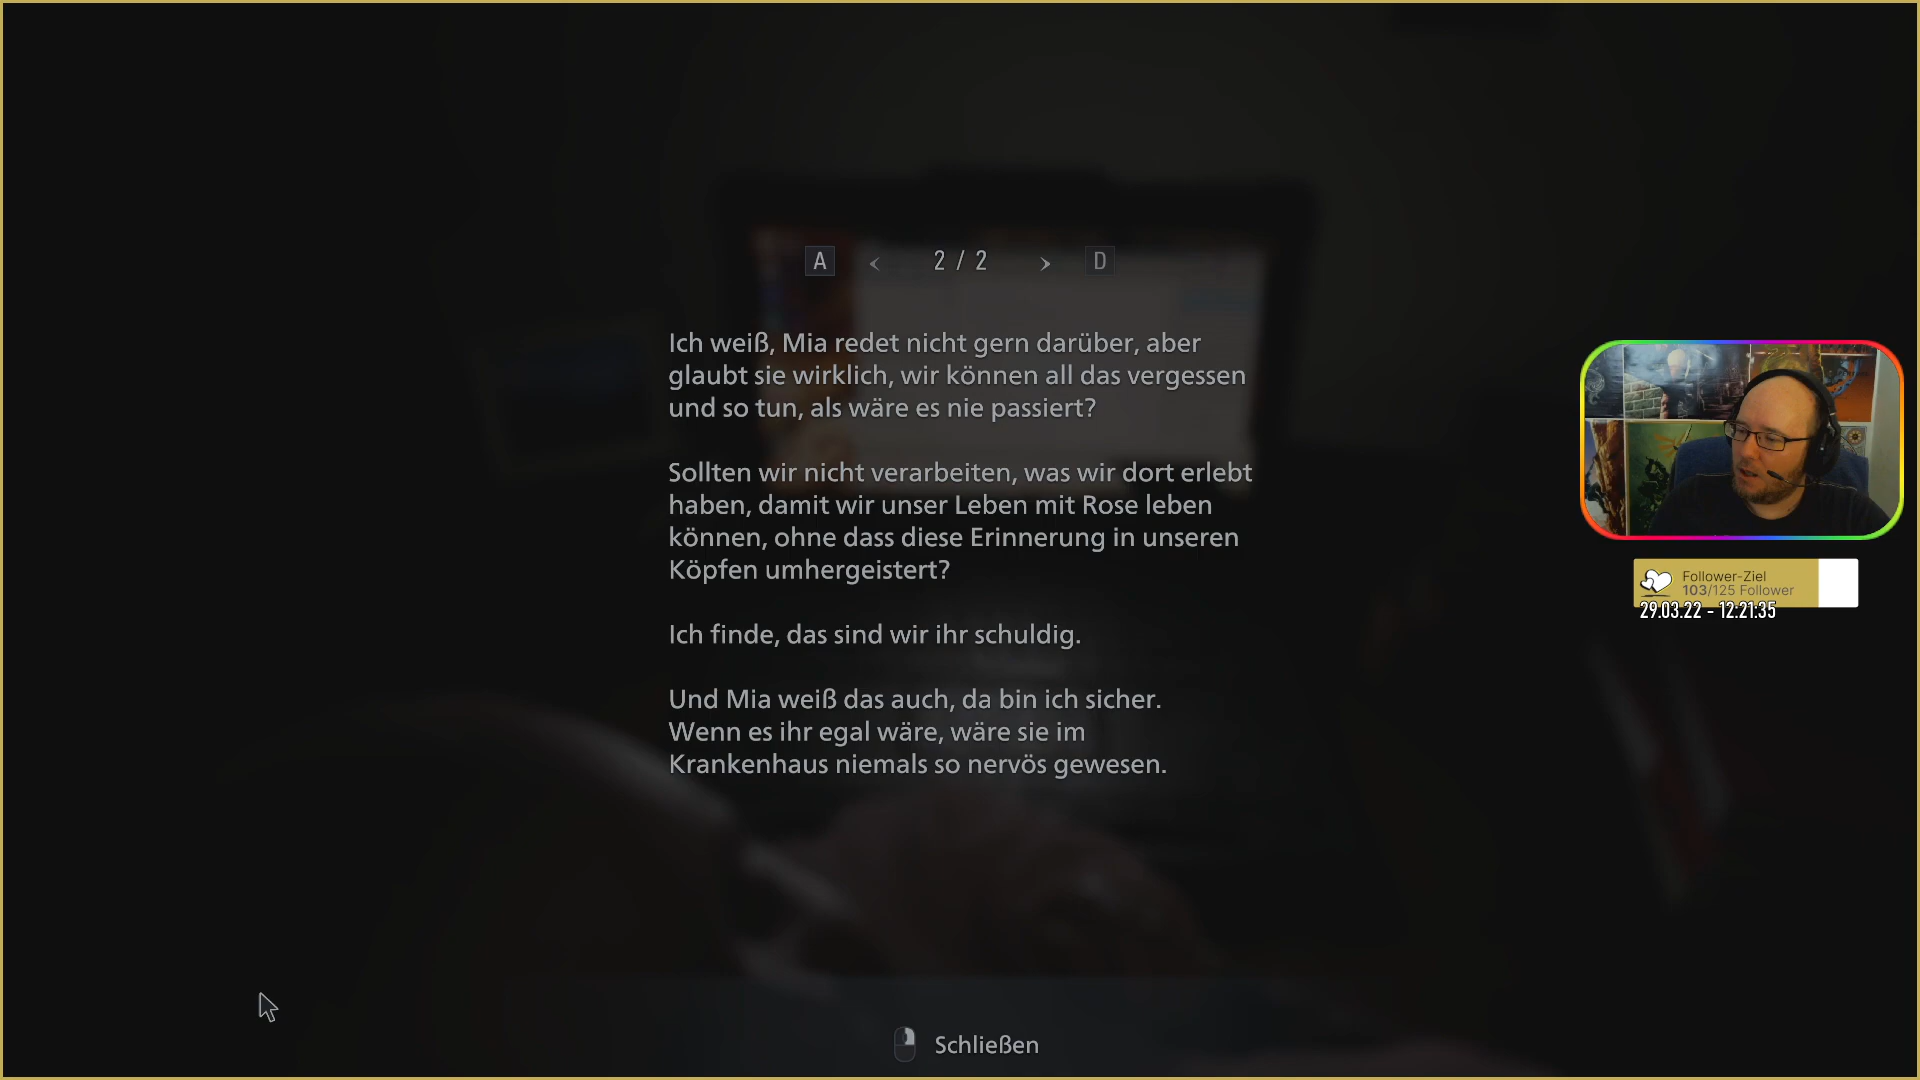 A < 2 / 2 > D
Ich weiß, Mia redet nicht gern darüber, aber
glaubt sie wirklich, wir können all das vergessen
und so tun, als wäre es nie passiert?
Sollten wir nicht verarbeiten, was wir dort erlebt
haben, damit wir unser Leben mit Rose leben
können, ohne dass diese Erinnerung in unseren
Köpfen umhergeistert?
Ich finde, das sind wir ihr schuldig.
Und Mia weiß das auch, da bin ich sicher.
Wenn es ihr egal wäre, wäre sie im
Krankenhaus niemals so nervös gewesen.
Schließen
Follower-Ziel
103/125 Follower
29.03.22 - 12:21:35